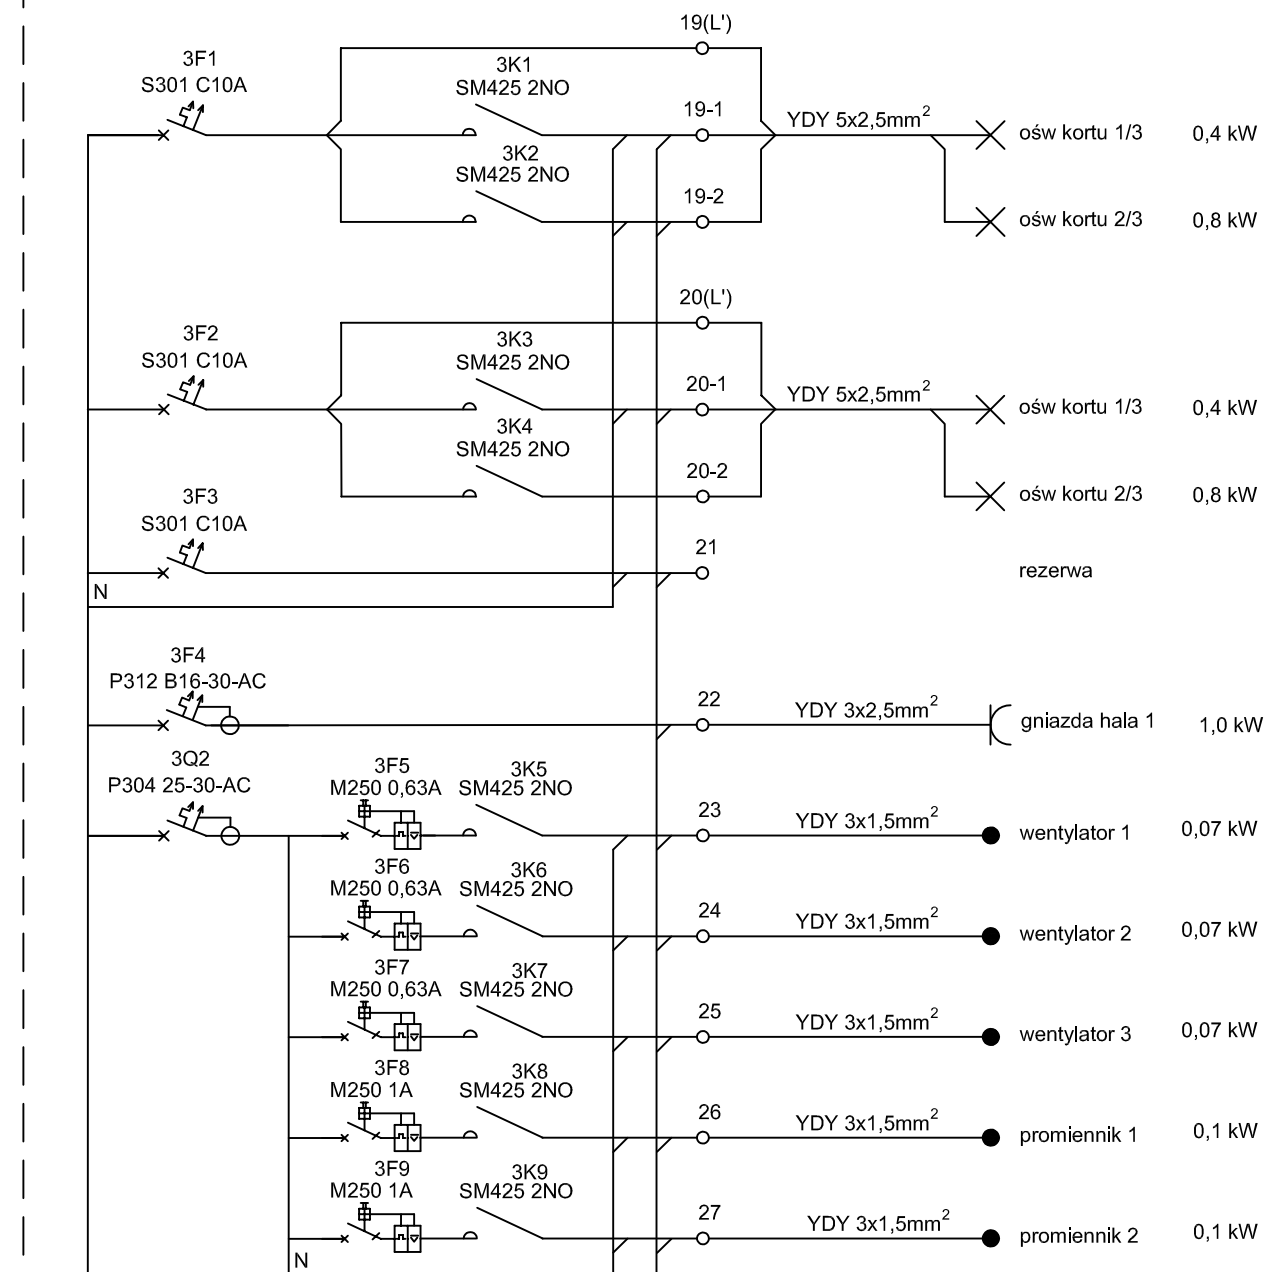 19(L')
3F1
S301 C10A
3K1
SM425 2NO
19-1
YDY 5x2,5mm²
ośw kortu 1/3 0,4 kW
3K2
SM425 2NO
19-2
ośw kortu 2/3 0,8 kW
20(L')
3F2
S301 C10A
3K3
SM425 2NO
20-1
YDY 5x2,5mm²
ośw kortu 1/3 0,4 kW
3K4
SM425 2NO
20-2
ośw kortu 2/3 0,8 kW
3F3
S301 C10A
21
rezerwa
N
3F4
P312 B16-30-AC
22
YDY 3x2,5mm²
gniazda hala 1 1,0 kW
3Q2
P304 25-30-AC
3F5
M250 0,63A
3K5
SM425 2NO
23
YDY 3x1,5mm²
wentylator 1 0,07 kW
3F6
M250 0,63A
3K6
SM425 2NO
24
YDY 3x1,5mm²
wentylator 2 0,07 kW
3F7
M250 0,63A
3K7
SM425 2NO
25
YDY 3x1,5mm²
wentylator 3 0,07 kW
3F8
M250 1A
3K8
SM425 2NO
26
YDY 3x1,5mm²
promiennik 1 0,1 kW
3F9
M250 1A
3K9
SM425 2NO
27
YDY 3x1,5mm²
promiennik 2 0,1 kW
N